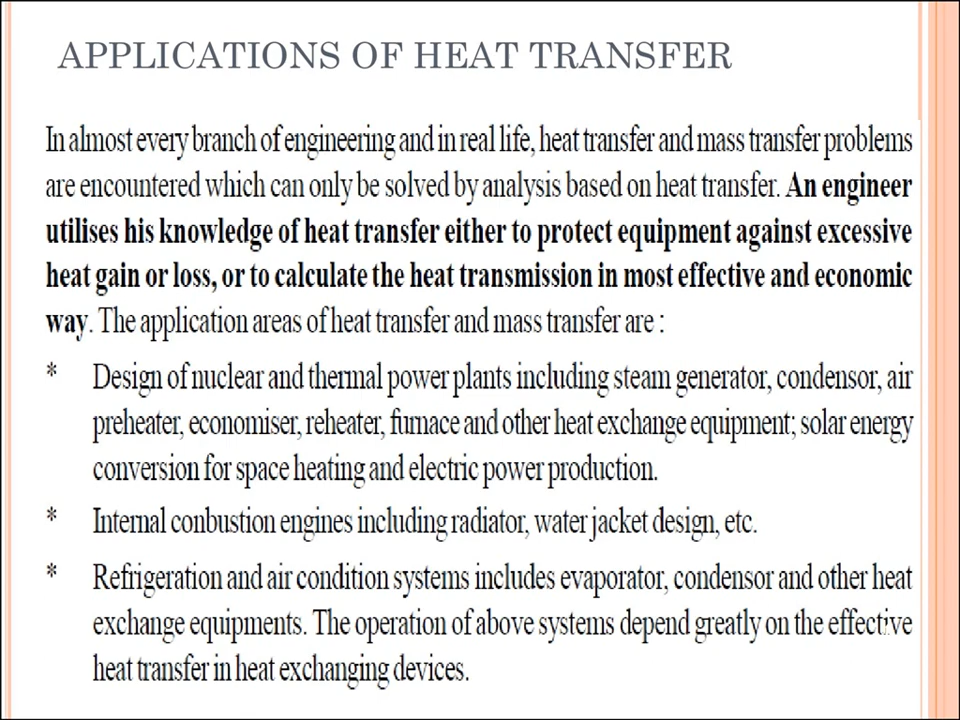 APPLICATIONS OF HEAT TRANSFER
In almost every branch of engineering and in real life, heat transfer and mass transfer problems
are encountered which can only be solved by analysis based on heat transfer. An engineer
utilises his knowledge of heat transfer either to protect equipment against excessive
heat gain or loss, or to calculate the heat transmission in most effective and economic
way. The application areas of heat transfer and mass transfer are :
* Design of nuclear and thermal power plants including steam generator, condensor, air
preheater, economiser, reheater, furnace and other heat exchange equipment; solar energy
conversion for space heating and electric power production.
* Internal conbustion engines including radiator, water jacket design, etc.
* Refrigeration and air condition systems includes evaporator, condensor and other heat
exchange equipments. The operation of above systems depend greatly on the effective
heat transfer in heat exchanging devices.